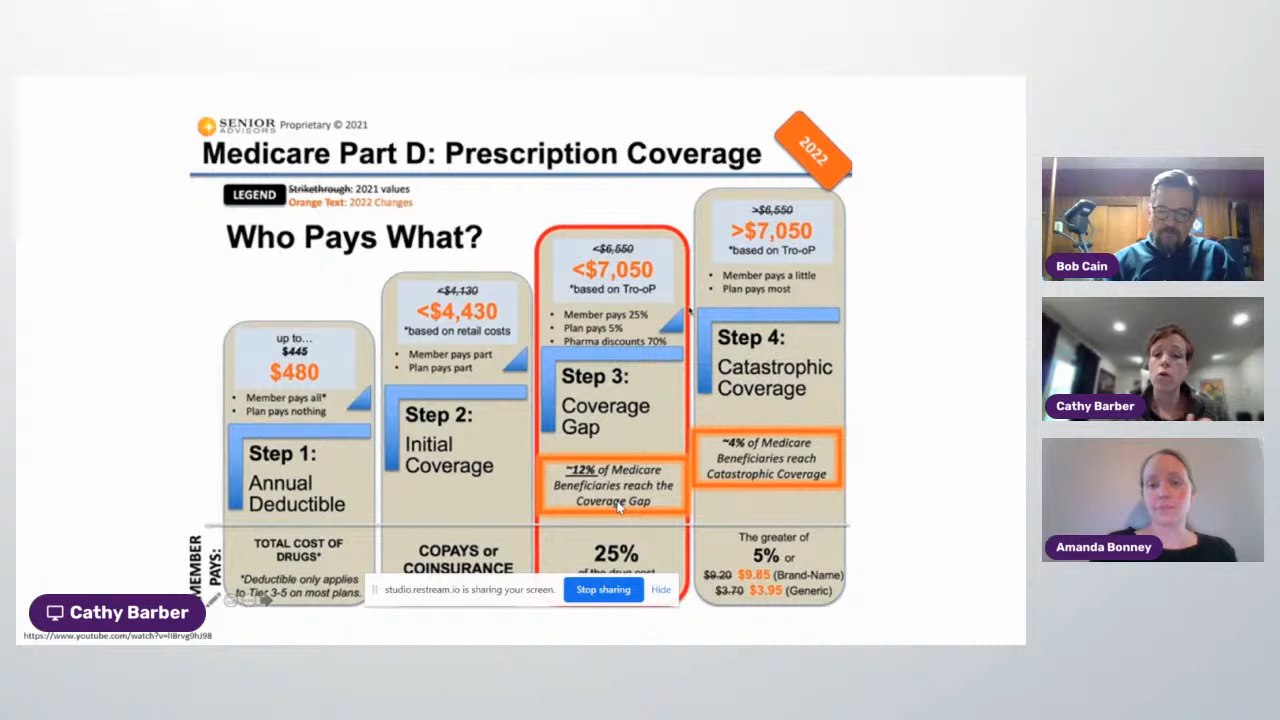 SENIOR
ADVISORS
Proprietary © 2021
Medicare Part D: Prescription Coverage
2022
LEGEND
Strikethrough: 2021 values
Orange Text: 2022 Changes
Who Pays What?
up to...
$445
$480
• Member pays all*
• Plan pays nothing
Step 1:
Annual
Deductible
TOTAL COST OF
DRUGS*
*Deductible only applies
to Tier 3-5 on most plans.
<$4,130
<$4,430
*based on retail costs
• Member pays part
• Plan pays part
Step 2:
Initial
Coverage
COPAYS or
COINSURANCE
<$6,550
<$7,050
*based on Tro-oP
• Member pays 25%
• Plan pays 5%
• Pharma discounts 70%
Step 3:
Coverage
Gap
~12% of Medicare
Beneficiaries reach the
Coverage Gap
25%
of the drug cost
>$6,550
>$7,050
*based on Tro-oP
• Member pays a little
• Plan pays most
Step 4:
Catastrophic
Coverage
~4% of Medicare
Beneficiaries reach
Catastrophic Coverage
The greater of
5% or
$9.20 $9.85 (Brand-Name)
$3.70 $3.95 (Generic)
MEMBER
PAYS:
studio.restream.io is sharing your screen.
Stop sharing
Hide
Cathy Barber
Bob Cain
Cathy Barber
Amanda Bonney